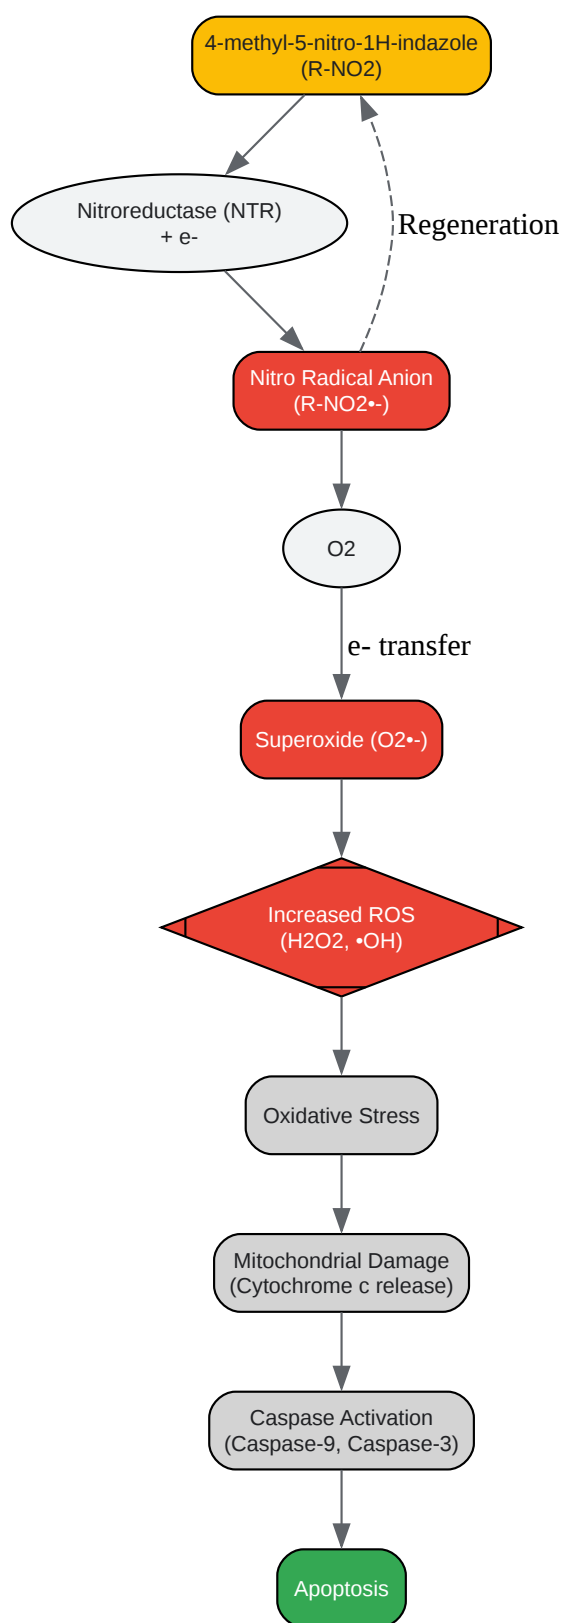 4-methyl-5-nitro-1H-indazole
(R-NO2)
Nitroreductase (NTR)
+ e-
Regeneration
Nitro Radical Anion
(R-NO2•-)
O2
e- transfer
Superoxide (O2•-)
Increased ROS
(H2O2, •OH)
Oxidative Stress
Mitochondrial Damage
(Cytochrome c release)
Caspase Activation
(Caspase-9, Caspase-3)
Apoptosis